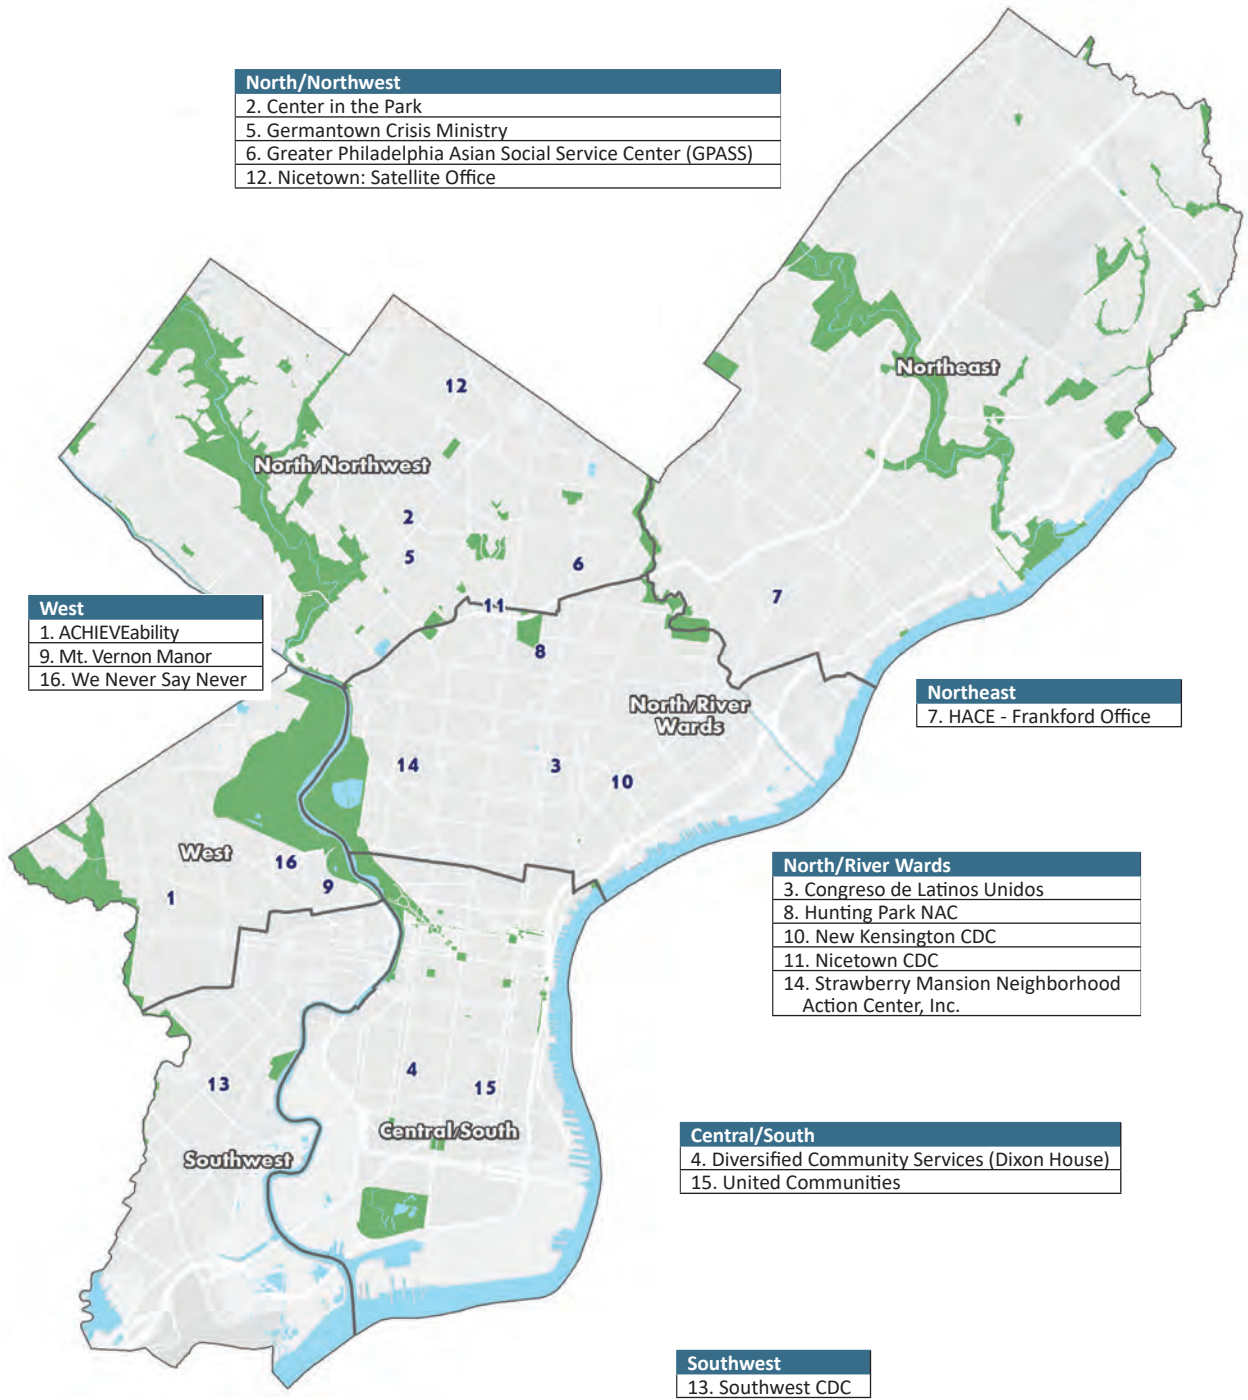 North/Northwest
2. Center in the Park
5. Germantown Crisis Ministry
6. Greater Philadelphia Asian Social Service Center (GPASS)
12. Nicetown: Satellite Office
Northeast
12
North/Northwest
2
5
6
7
11
8
West
1. ACHIEVEability
9. Mt. Vernon Manor
16. We Never Say Never
North/River
Wards
Northeast
7. HACE - Frankford Office
14
3
10
West
16
9
1
North/River Wards
3. Congreso de Latinos Unidos
8. Hunting Park NAC
10. New Kensington CDC
11. Nicetown CDC
14. Strawberry Mansion Neighborhood
Action Center, Inc.
13
4
15
Central/South
Southwest
Central/South
4. Diversified Community Services (Dixon House)
15. United Communities
Southwest
13. Southwest CDC